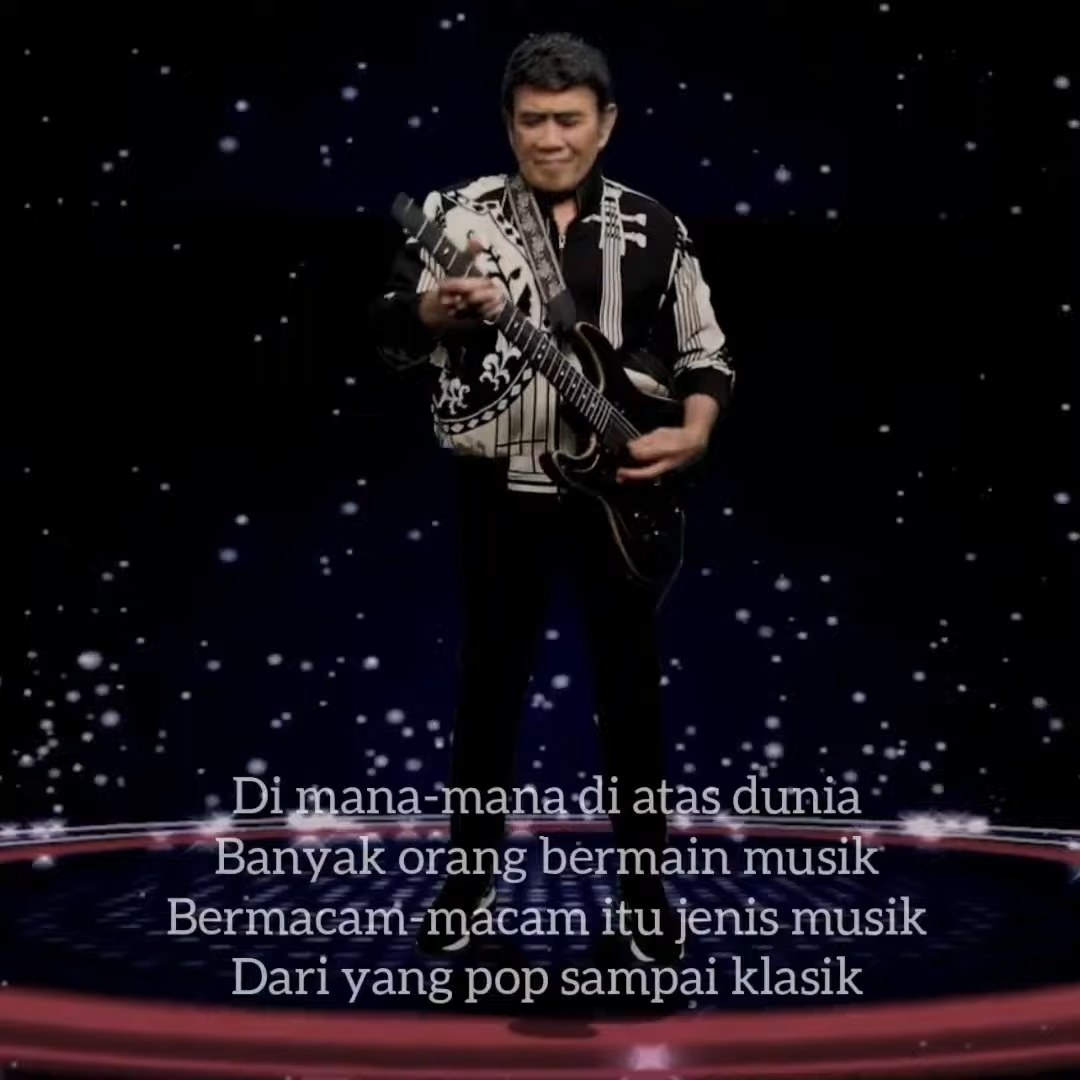 Di mana-mana di atas dunia
Banyak orang bermain musik
Bermacam-macam itu jenis musik
Dari yang pop sampai klasik